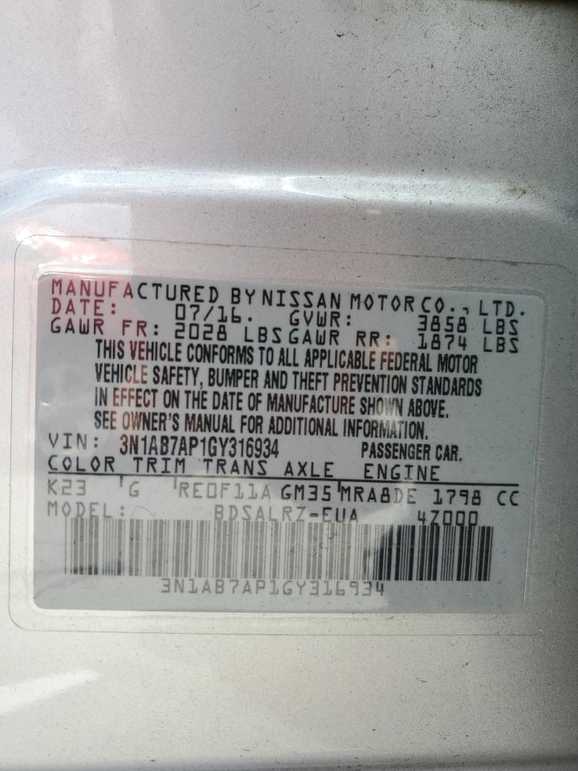 MANUFACTURED BY NISSAN MOTOR CO., LTD.
DATE: 07/16. GVWR: 3858 LBS
GAWR FR: 2028 LBS GAWR RR: 1874 LBS
THIS VEHICLE CONFORMS TO ALL APPLICABLE FEDERAL MOTOR
VEHICLE SAFETY, BUMPER AND THEFT PREVENTION STANDARDS
IN EFFECT ON THE DATE OF MANUFACTURE SHOWN ABOVE.
SEE OWNER'S MANUAL FOR ADDITIONAL INFORMATION.
VIN: 3N1AB7AP1GY316934 PASSENGER CAR.
COLOR TRIM TRANS AXLE ENGINE
K23 G RE0F11A GM35 MRA8DE 1798 CC
MODEL: BDSALRZ-EUA 4Z000
3N1AB7AP1GY316934